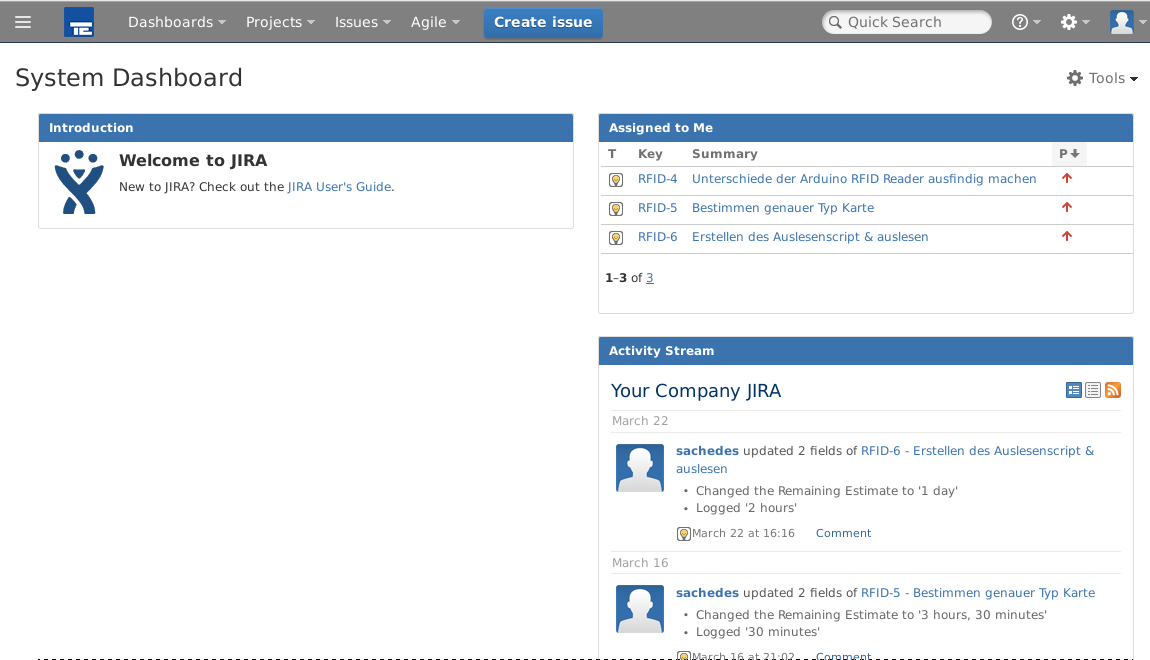 Dashboards Projects Issues Agile Create issue Quick Search
System Dashboard
Tools
Introduction
Welcome to JIRA
New to JIRA? Check out the JIRA User's Guide.
Assigned to Me
T Key Summary P
RFID-4 Unterschiede der Arduino RFID Reader ausfindig machen
RFID-5 Bestimmen genauer Typ Karte
RFID-6 Erstellen des Auslesenscript & auslesen
1–3 of 3
Activity Stream
Your Company JIRA
March 22
sachedes updated 2 fields of RFID-6 - Erstellen des Auslesenscript &
auslesen
• Changed the Remaining Estimate to '1 day'
• Logged '2 hours'
March 22 at 16:16 Comment
March 16
sachedes updated 2 fields of RFID-5 - Bestimmen genauer Typ Karte
• Changed the Remaining Estimate to '3 hours, 30 minutes'
• Logged '30 minutes'
March 16 at 21:02 Comment